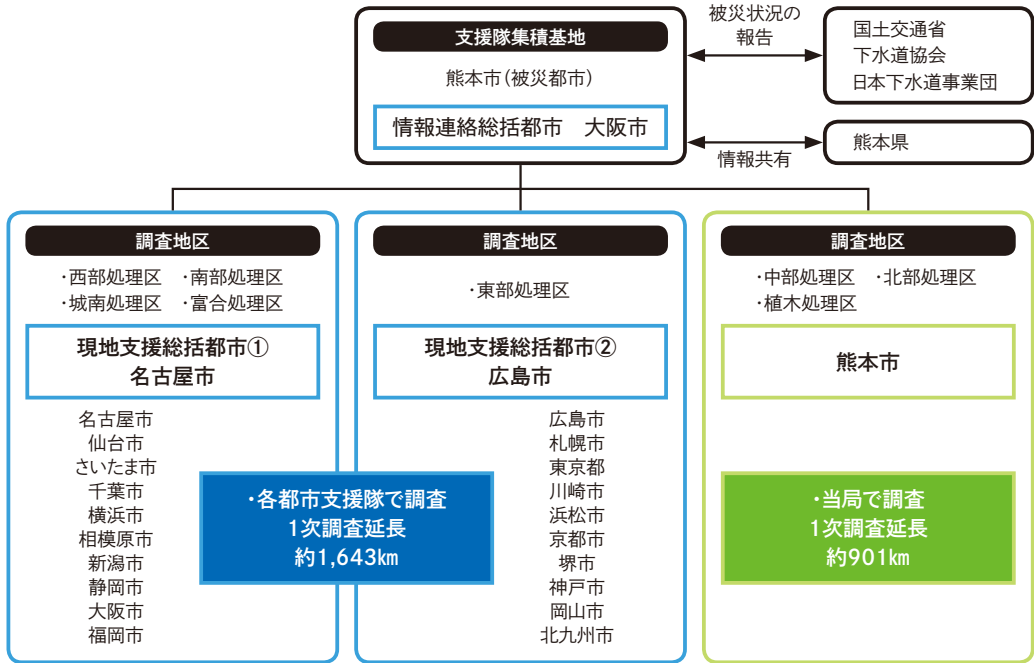 支援隊集積基地
熊本市(被災都市)
情報連絡総括都市　大阪市
被災状況の
報告
国土交通省
下水道協会
日本下水道事業団
情報共有
熊本県
調査地区
・西部処理区　・南部処理区
・城南処理区　・富合処理区
現地支援総括都市①
名古屋市
名古屋市
仙台市
さいたま市
千葉市
横浜市
相模原市
新潟市
静岡市
大阪市
福岡市
・各都市支援隊で調査
1次調査延長
約1,643㎞
調査地区
・東部処理区
現地支援総括都市②
広島市
広島市
札幌市
東京都
川崎市
浜松市
京都市
堺市
神戸市
岡山市
北九州市
調査地区
・中部処理区　・北部処理区
・植木処理区
熊本市
・当局で調査
1次調査延長
約901㎞